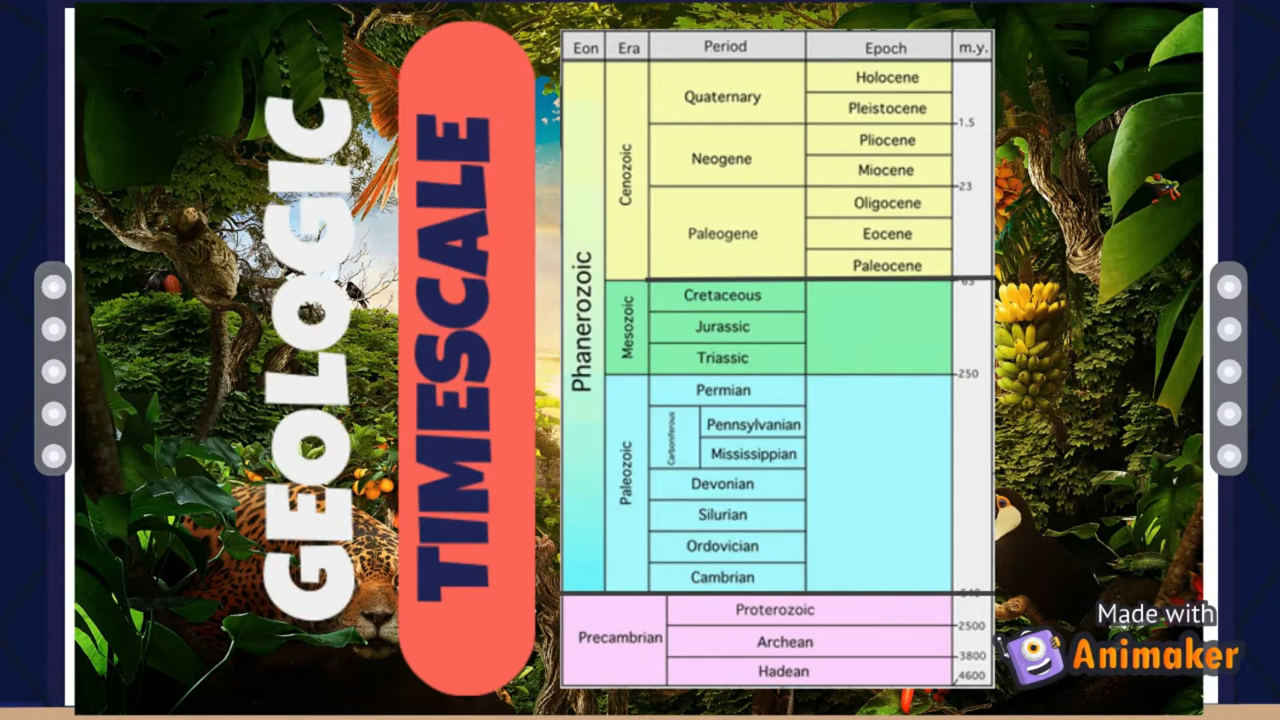 GEOLOGIC
TIMESCALE
Eon Era Period Epoch m.y.
Phanerozoic
Cenozoic
Quaternary
Holocene
Pleistocene
1.5
Neogene
Pliocene
Miocene
23
Paleogene
Oligocene
Eocene
Paleocene
Mesozoic
Cretaceous
Jurassic
Triassic
250
Paleozoic
Permian
Carboniferous
Pennsylvanian
Mississippian
Devonian
Silurian
Ordovician
Cambrian
Precambrian
Proterozoic
2500
Archean
3800
Hadean
4600
Made with
Animaker